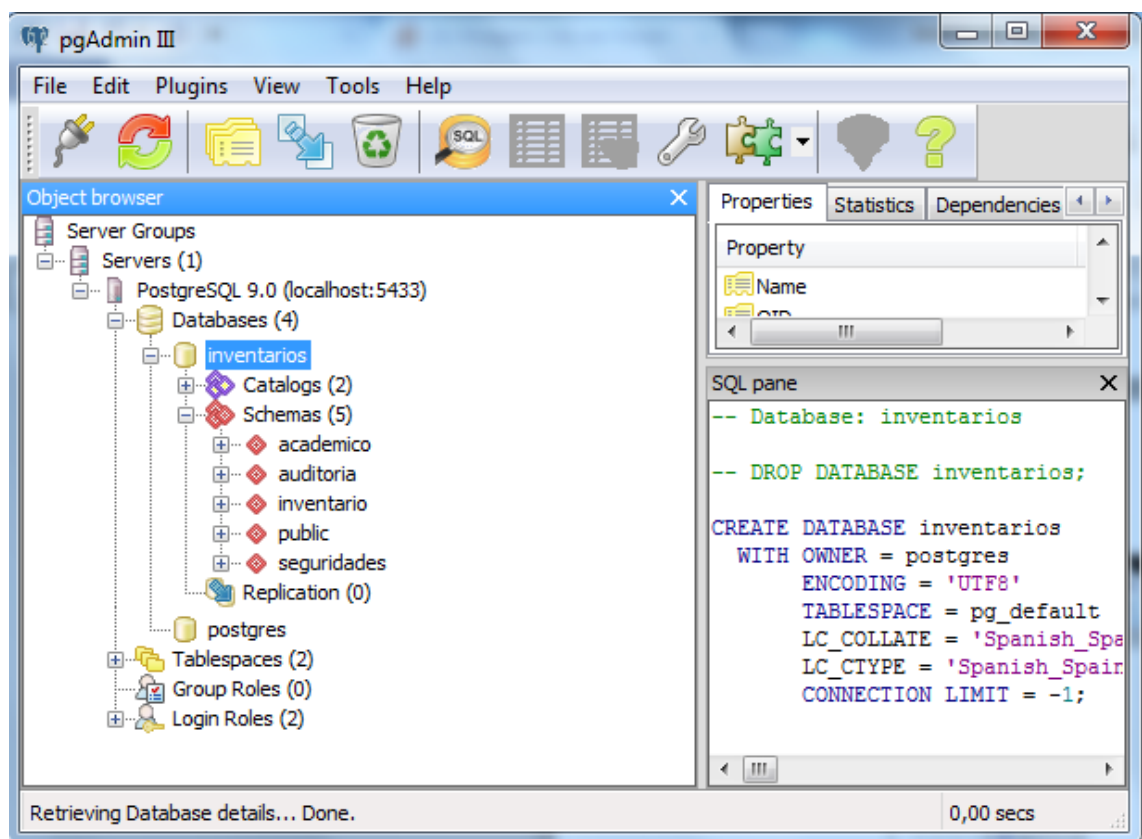 pgAdmin III
File Edit Plugins View Tools Help
SQL
Object browser
Server Groups
Servers (1)
PostgreSQL 9.0 (localhost:5433)
Databases (4)
inventarios
Catalogs (2)
Schemas (5)
academico
auditoria
inventario
public
seguridades
Replication (0)
postgres
Tablespaces (2)
Group Roles (0)
Login Roles (2)
Properties Statistics Dependencies
Property
Name
OID
SQL pane
-- Database: inventarios
-- DROP DATABASE inventarios;
CREATE DATABASE inventarios
WITH OWNER = postgres
ENCODING = 'UTF8'
TABLESPACE = pg_default
LC_COLLATE = 'Spanish_Spa
LC_CTYPE = 'Spanish_Spain
CONNECTION LIMIT = -1;
Retrieving Database details... Done.
0,00 secs